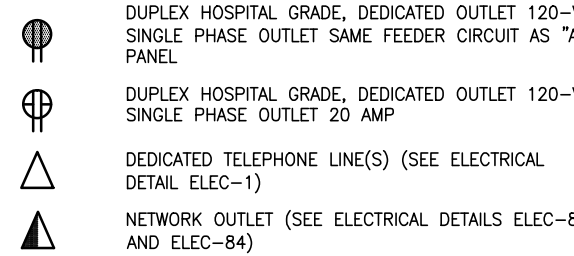 DUPLEX HOSPITAL GRADE, DEDICATED OUTLET 120-V
SINGLE PHASE OUTLET SAME FEEDER CIRCUIT AS "A
PANEL
DUPLEX HOSPITAL GRADE, DEDICATED OUTLET 120-V
SINGLE PHASE OUTLET 20 AMP
DEDICATED TELEPHONE LINE(S) (SEE ELECTRICAL
DETAIL ELEC-1)
NETWORK OUTLET (SEE ELECTRICAL DETAILS ELEC-8
AND ELEC-84)